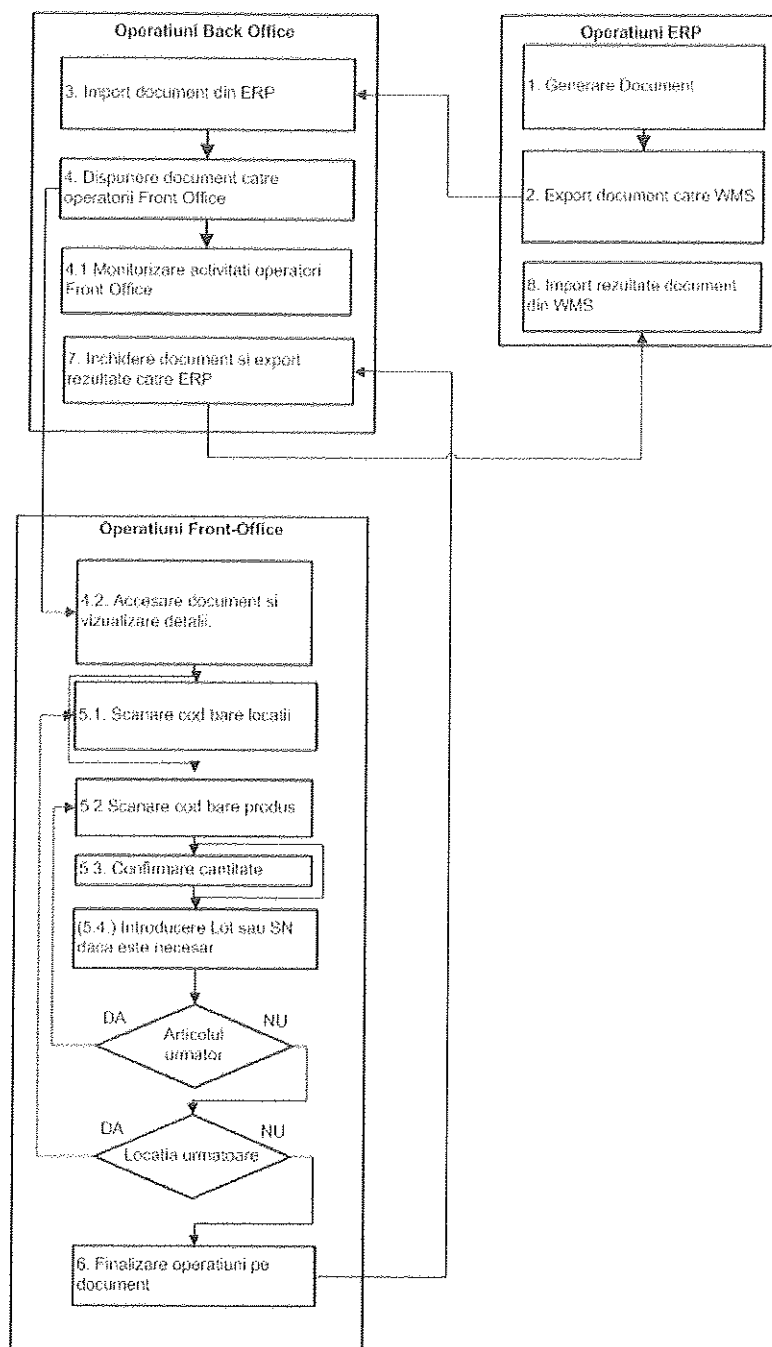 Operatiuni Back Office
3. Import document din ERP
4. Dispunere document catre
operatorii Front Office
4.1 Monitorizare activitati operatori
Front Office
7. Inchidere document si export
rezultate catre ERP
Operatiuni ERP
1. Generare Document
2. Export document catre WMS
8. Import rezultate document
din WMS
Operatiuni Front-Office
4.2. Accesare document si
vizualizare detalii.
5.1. Scanare cod bare locatii
5.2 Scanare cod bare produs
5.3. Confirmare cantitate
(5.4.) Introducere Lot sau SN
daca este necesar
DA
NU
Articolul
urmator
DA
NU
Locatia urmatoare
6. Finalizare operatiuni pe
document